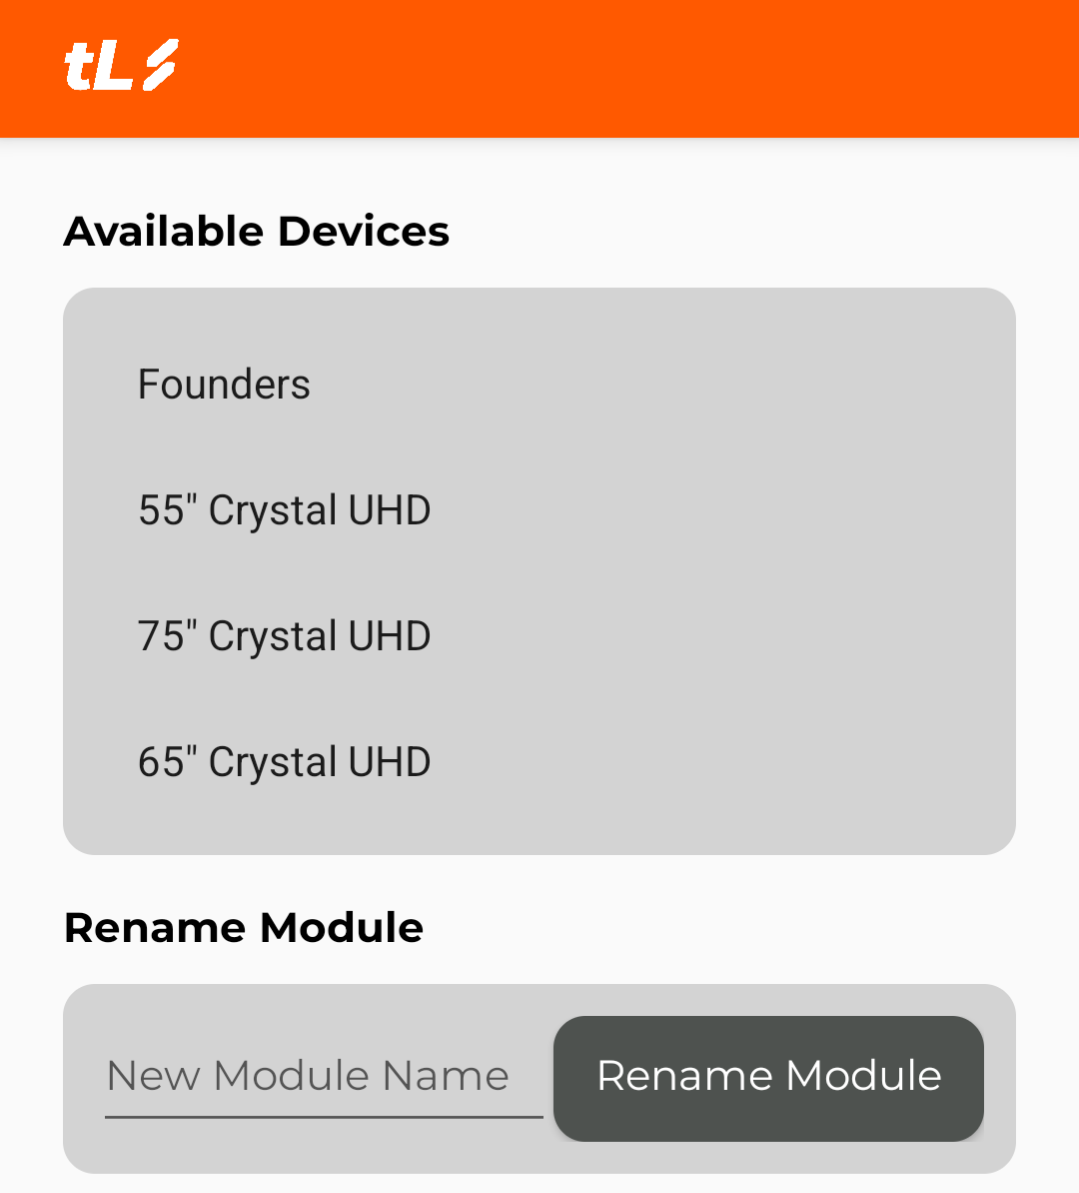 tL
Available Devices
Founders
55" Crystal UHD
75" Crystal UHD
65" Crystal UHD
Rename Module
New Module Name
Rename Module